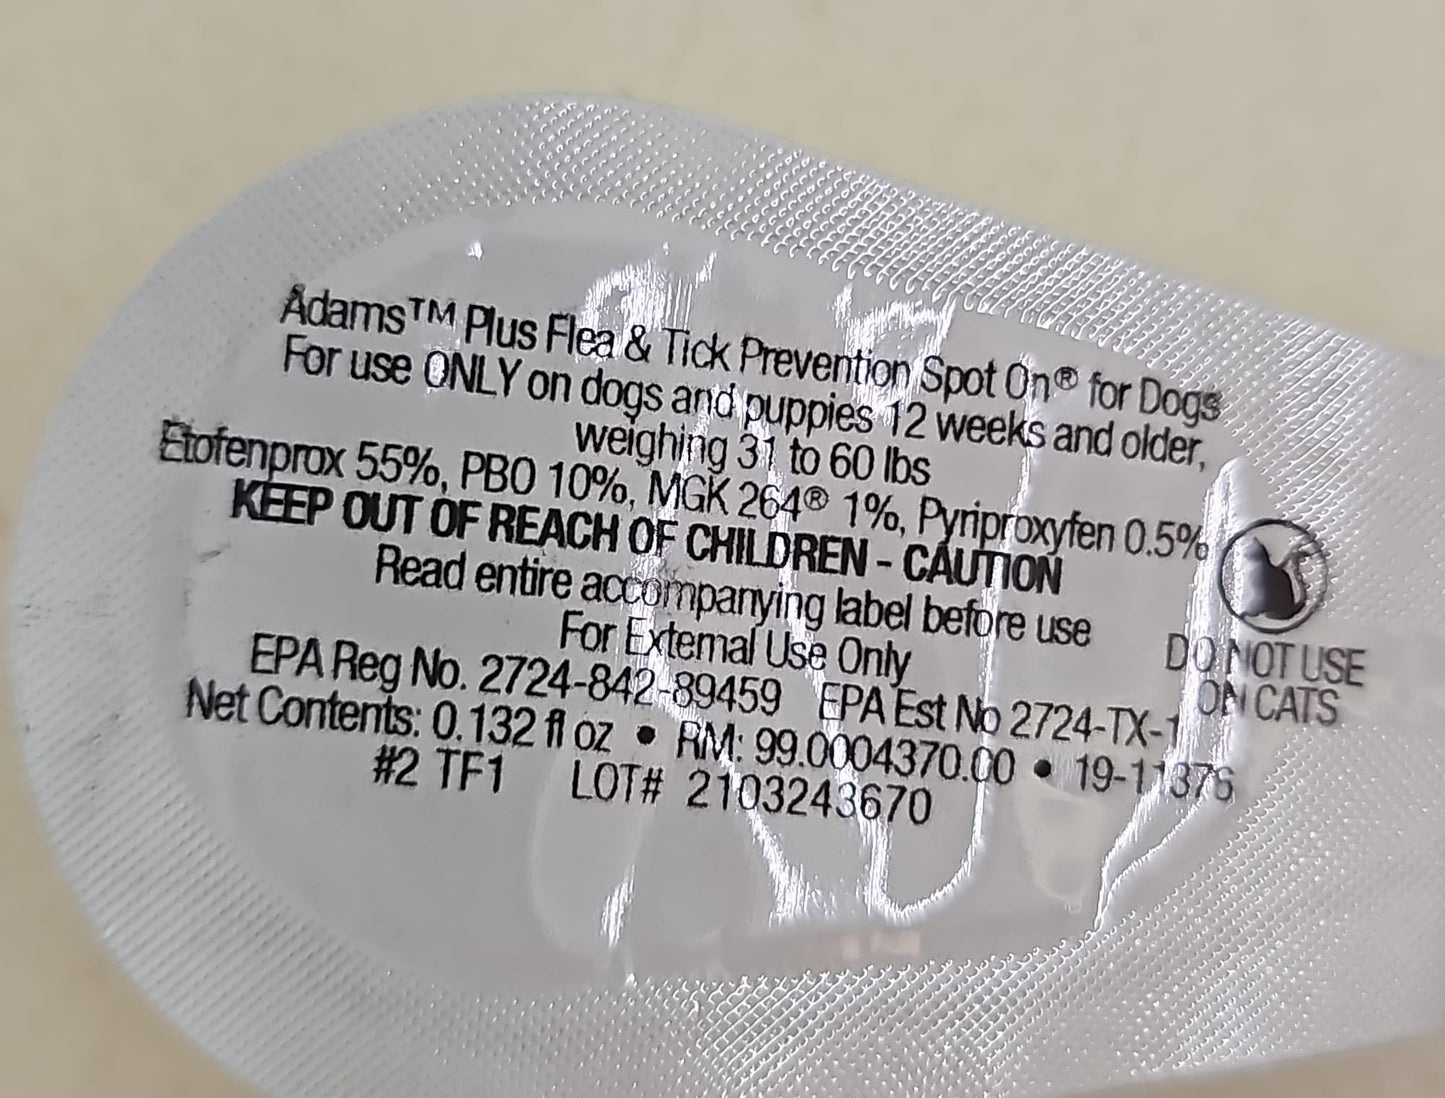 Adams™ Plus Flea & Tick Prevention Spot On® for Dogs
For use ONLY on dogs and puppies 12 weeks and older,
weighing 31 to 60 lbs
Etofenprox 55%, PBO 10%, MGK 264® 1%, Pyriproxyfen 0.5%
KEEP OUT OF REACH OF CHILDREN - CAUTION
Read entire accompanying label before use
For External Use Only
EPA Reg No. 2724-842-89459 EPA Est No 2724-TX-1
Net Contents: 0.132 fl oz • RM: 99.0004370.00 • 19-11376
#2 TF1 LOT# 2103243670
DO NOT USE
ON CATS